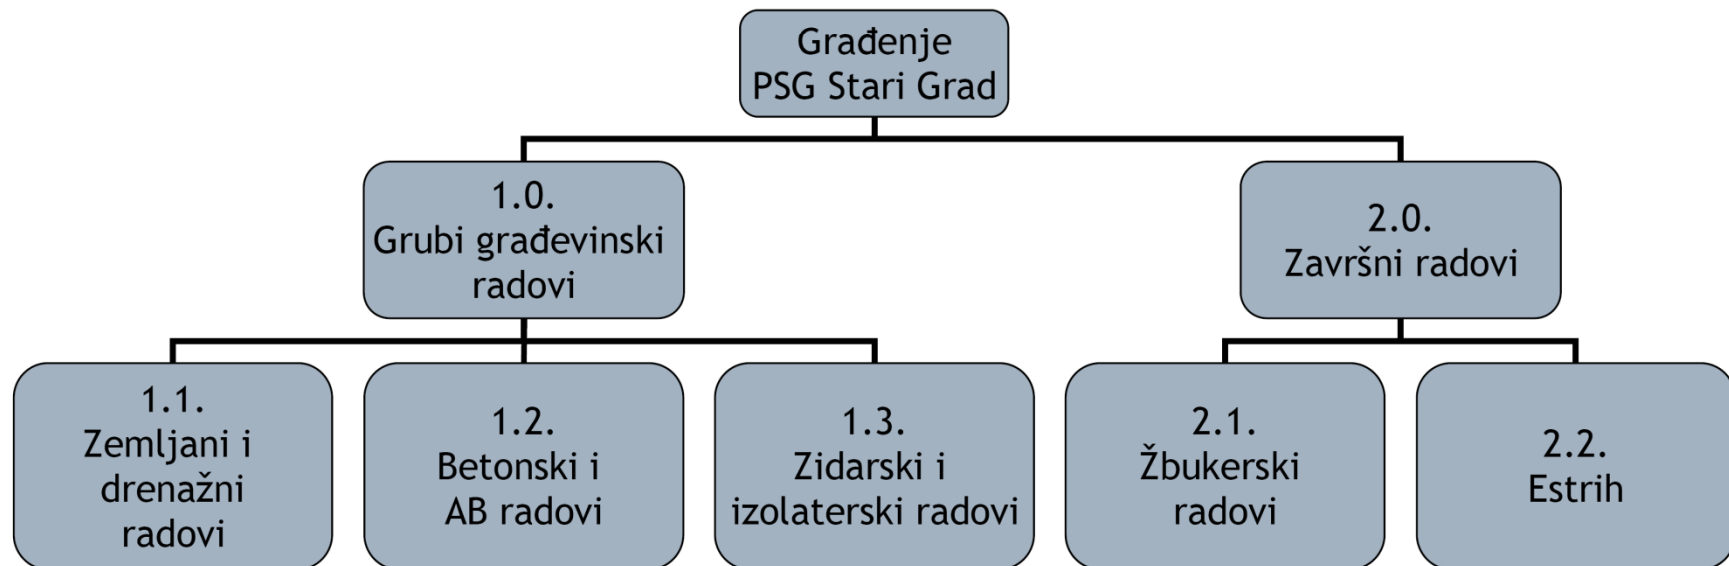 Građenje
PSG Stari Grad
1.0.
Grubi građevinski
radovi
2.0.
Završni radovi
1.1.
Zemljani i
drenažni
radovi
1.2.
Betonski i
AB radovi
1.3.
Zidarski i
izolaterski radovi
2.1.
Žbukerski
radovi
2.2.
Estrih